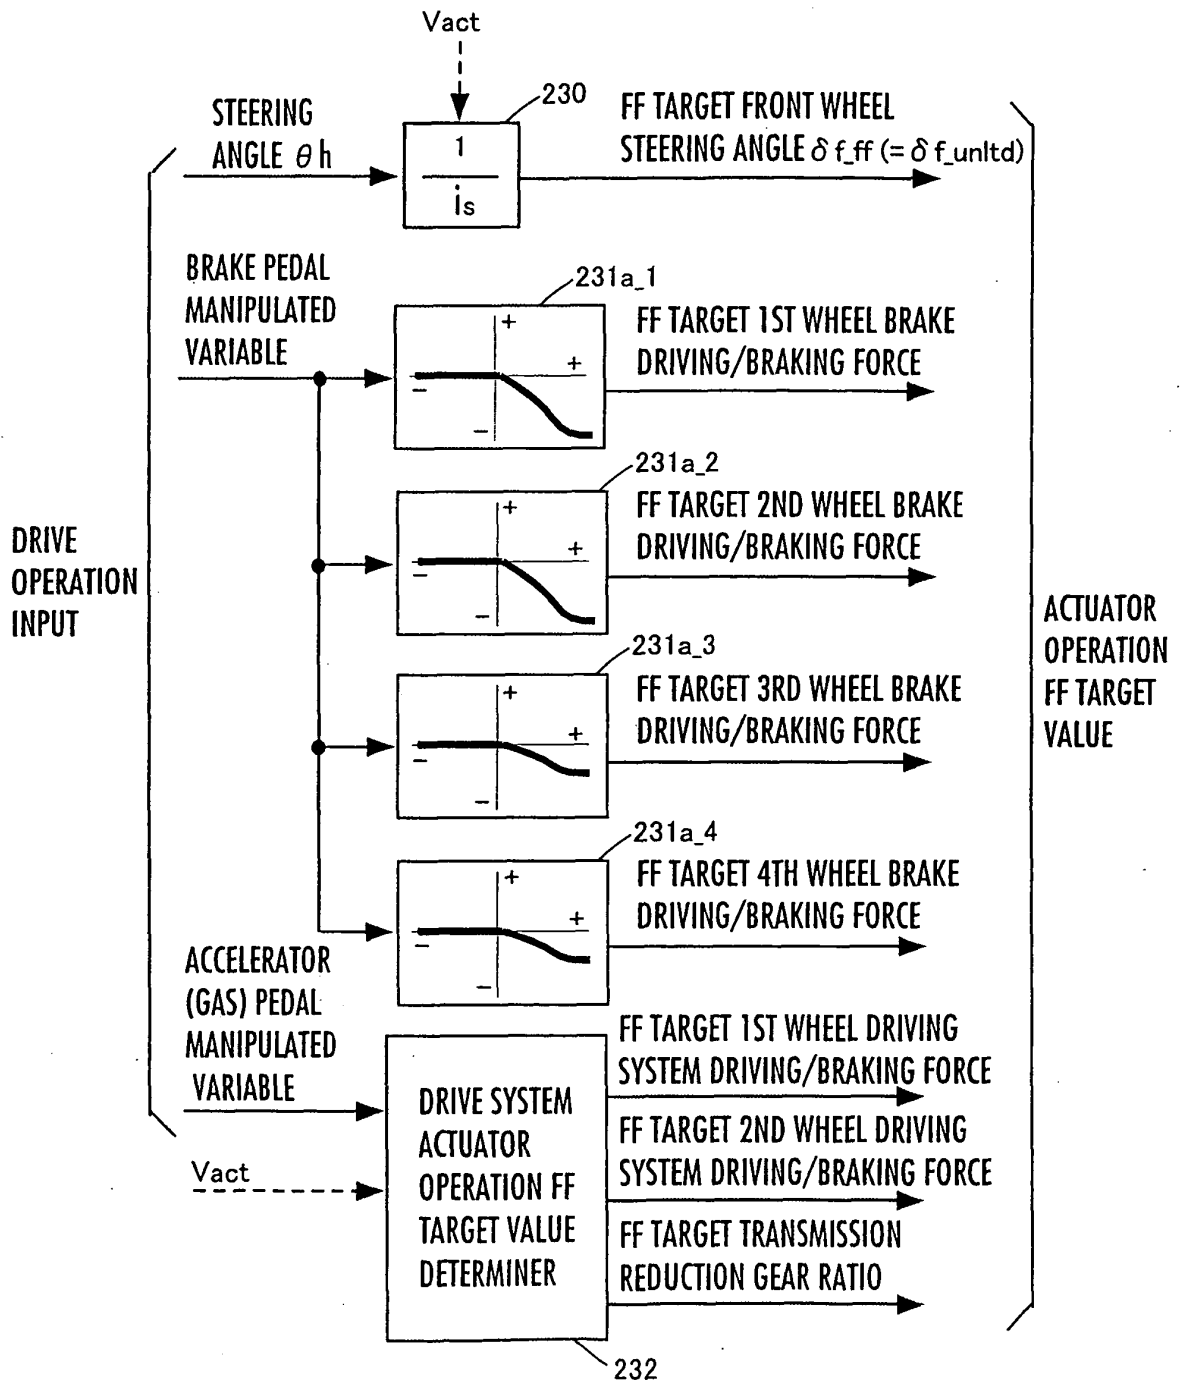 Vact
230
STEERING
ANGLE θh
1
is
FF TARGET FRONT WHEEL
STEERING ANGLE δf_ff (= δf_unltd)
BRAKE PEDAL
MANIPULATED
VARIABLE
231a_1
+
+
−
−
FF TARGET 1ST WHEEL BRAKE
DRIVING/BRAKING FORCE
231a_2
+
+
−
−
FF TARGET 2ND WHEEL BRAKE
DRIVING/BRAKING FORCE
DRIVE
OPERATION
INPUT
231a_3
+
+
−
−
FF TARGET 3RD WHEEL BRAKE
DRIVING/BRAKING FORCE
ACTUATOR
OPERATION
FF TARGET
VALUE
231a_4
+
+
−
−
FF TARGET 4TH WHEEL BRAKE
DRIVING/BRAKING FORCE
ACCELERATOR
(GAS) PEDAL
MANIPULATED
VARIABLE
Vact
DRIVE SYSTEM
ACTUATOR
OPERATION FF
TARGET VALUE
DETERMINER
FF TARGET 1ST WHEEL DRIVING
SYSTEM DRIVING/BRAKING FORCE
FF TARGET 2ND WHEEL DRIVING
SYSTEM DRIVING/BRAKING FORCE
FF TARGET TRANSMISSION
REDUCTION GEAR RATIO
232